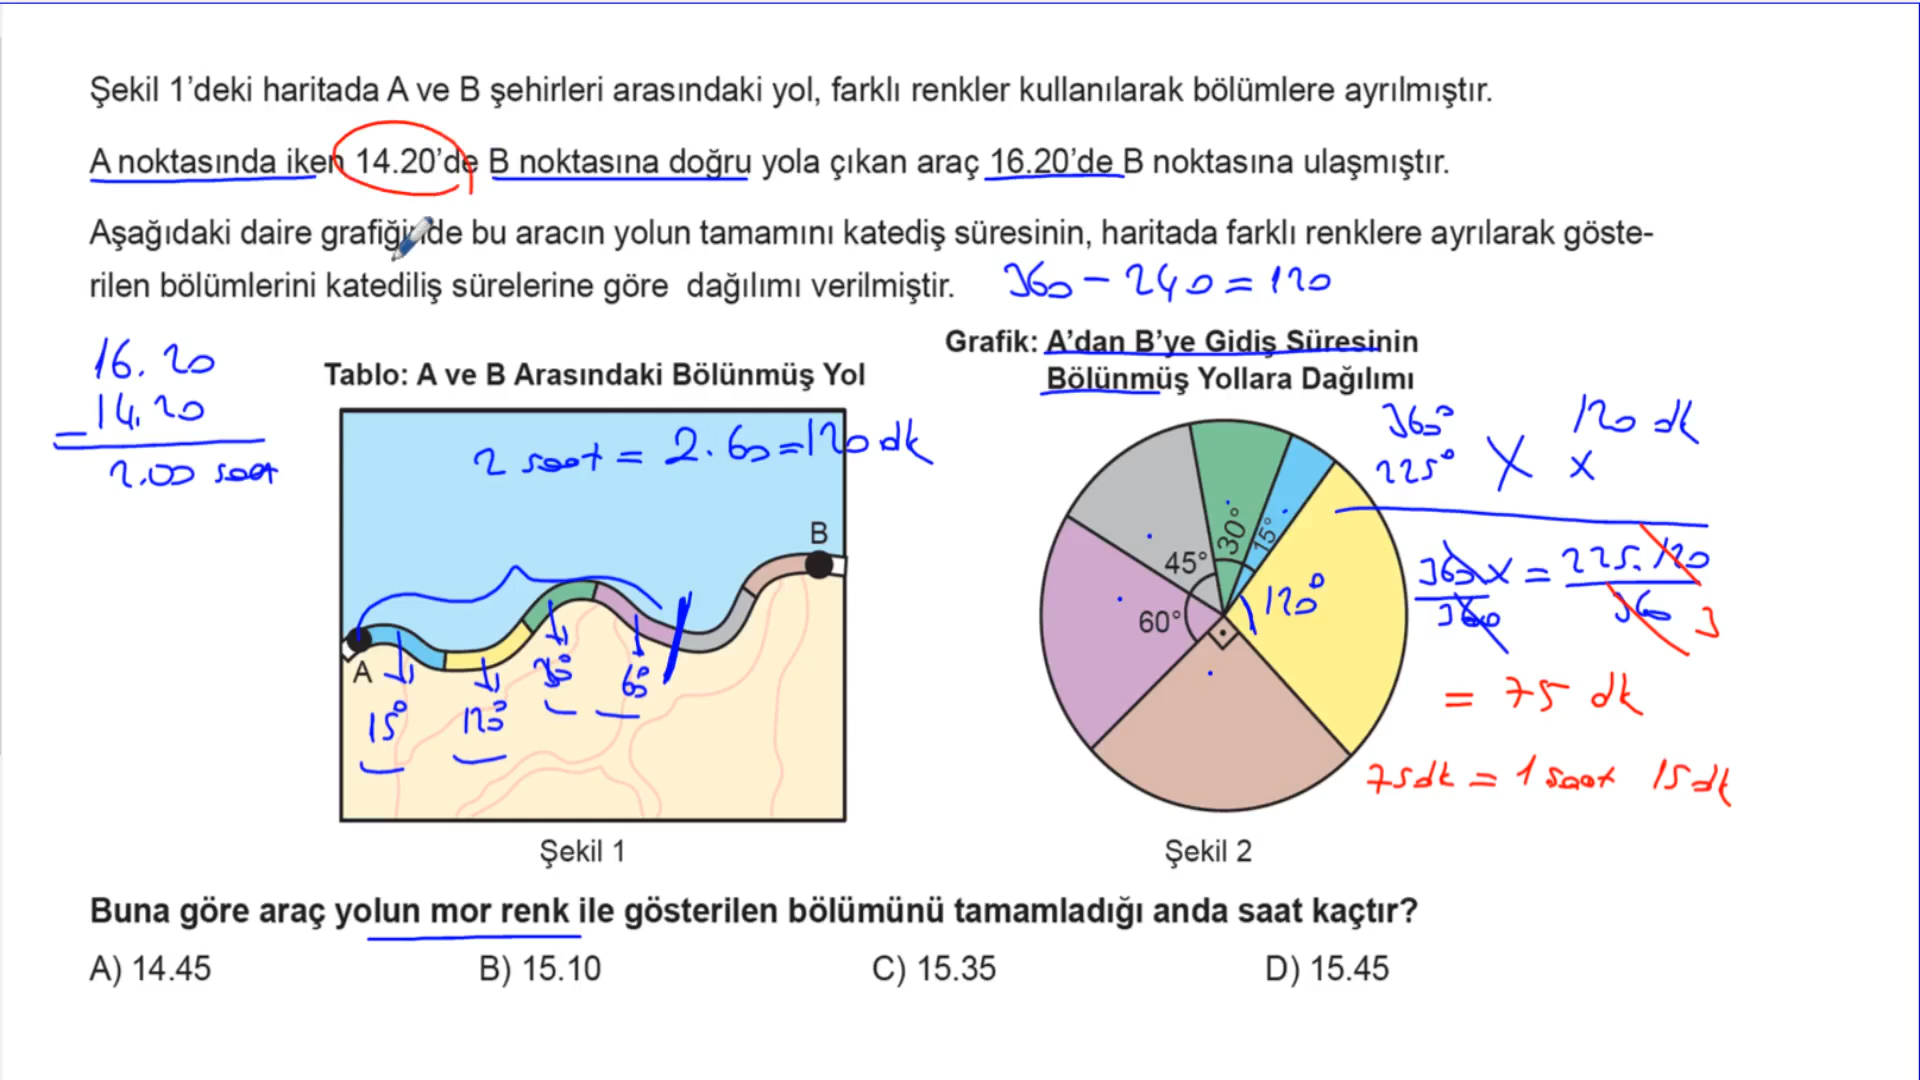 Şekil 1’deki haritada A ve B şehirleri arasındaki yol, farklı renkler kullanılarak bölümlere ayrılmıştır.
A noktasında iken 14.20’de B noktasına doğru yola çıkan araç 16.20’de B noktasına ulaşmıştır.
Aşağıdaki daire grafiğinde bu aracın yolun tamamını katediş süresinin, haritada farklı renklere ayrılarak göste-
rilen bölümlerini katediliş sürelerine göre dağılımı verilmiştir.
360 - 240 = 120
16.20
- 14.20
2.00 saat
Tablo: A ve B Arasındaki Bölünmüş Yol
2 saat = 2.60 = 120 dk
B
A
15°
120°
30°
60°
Şekil 1
Grafik: A’dan B’ye Gidiş Süresinin
Bölünmüş Yollara Dağılımı
45°
30°
15°
60°
120°
Şekil 2
360° 120 dk
225° X x
360x = 225.120
360 360 3
= 75 dk
75dk = 1 saat 15 dk
Buna göre araç yolun mor renk ile gösterilen bölümünü tamamladığı anda saat kaçtır?
A) 14.45 B) 15.10 C) 15.35 D) 15.45